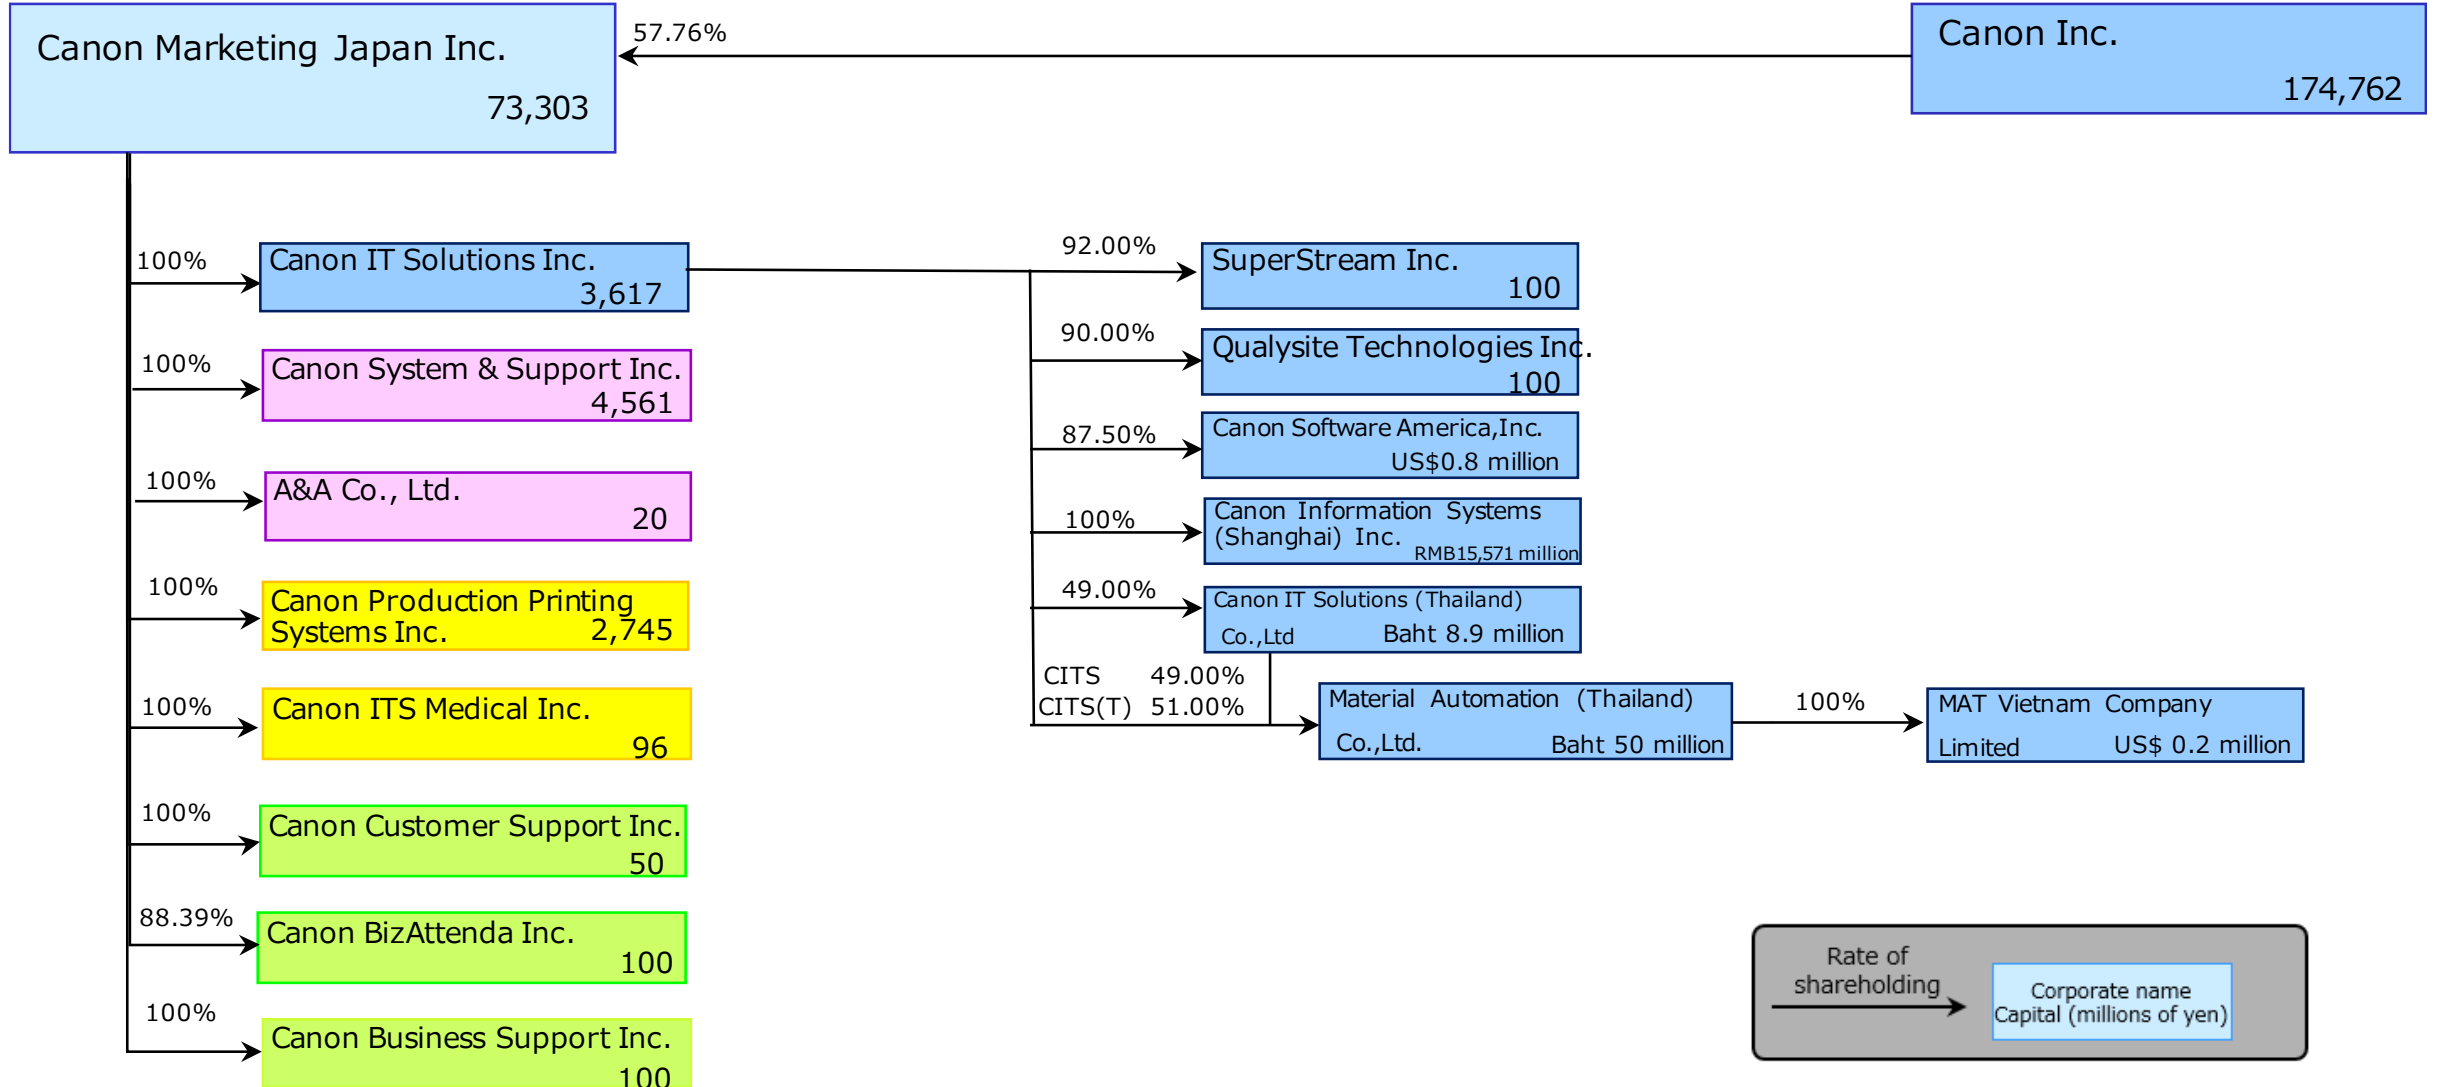 Canon Marketing Japan Inc.
73,303
57.76%
Canon Inc.
174,762
100%
Canon IT Solutions Inc.
3,617
100%
Canon System & Support Inc.
4,561
100%
A&A Co., Ltd.
20
100%
Canon Production Printing
Systems Inc. 2,745
100%
Canon ITS Medical Inc.
96
100%
Canon Customer Support Inc.
50
88.39%
Canon BizAttenda Inc.
100
100%
Canon Business Support Inc.
100
92.00%
SuperStream Inc.
100
90.00%
Qualysite Technologies Inc.
100
87.50%
Canon Software America,Inc.
US$0.8 million
100%
Canon Information Systems
(Shanghai) Inc. RMB15,571 million
49.00%
Canon IT Solutions (Thailand)
Co.,Ltd Baht 8.9 million
CITS 49.00%
CITS(T) 51.00%
Material Automation (Thailand)
Co.,Ltd. Baht 50 million
100%
MAT Vietnam Company
Limited US$ 0.2 million
Rate of
shareholding
Corporate name
Capital (millions of yen)